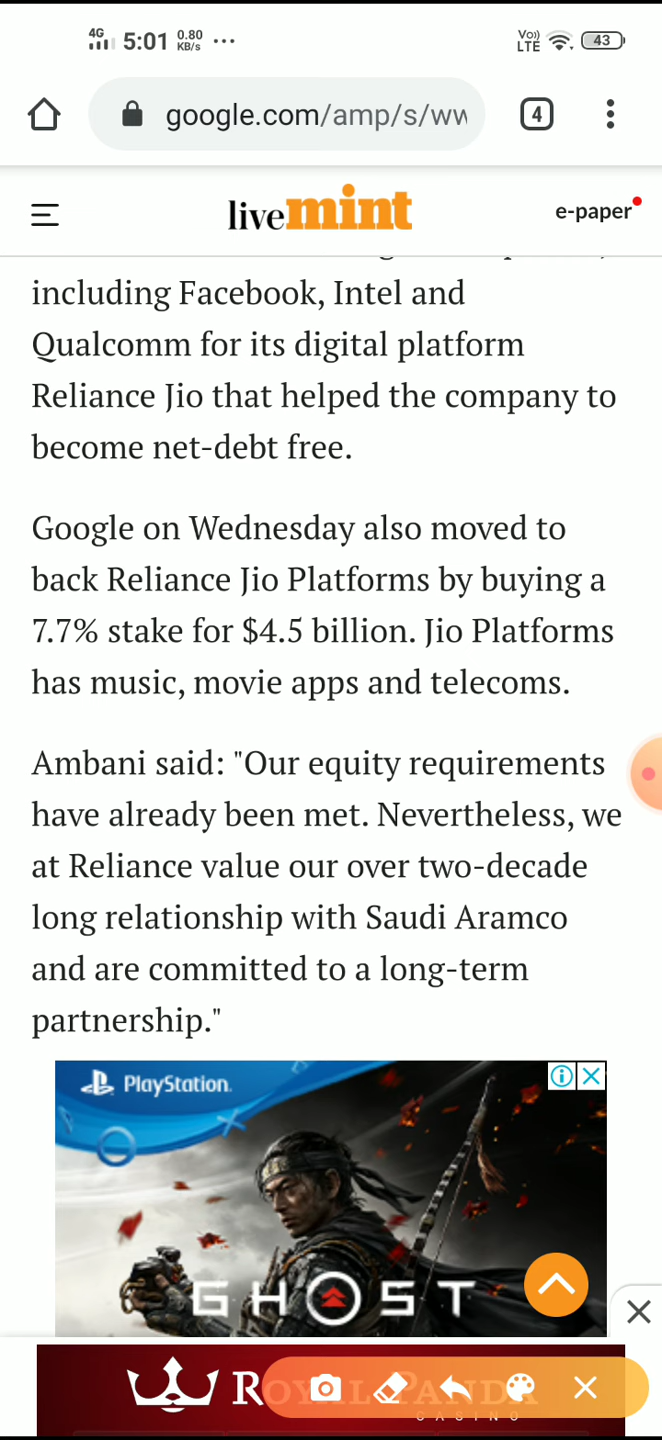 4G 5:01 0.80 KB/s ...
Vo)) LTE 43
google.com/amp/s/ww 4
livemint e-paper
including Facebook, Intel and
Qualcomm for its digital platform
Reliance Jio that helped the company to
become net-debt free.
Google on Wednesday also moved to
back Reliance Jio Platforms by buying a
7.7% stake for $4.5 billion. Jio Platforms
has music, movie apps and telecoms.
Ambani said: "Our equity requirements
have already been met. Nevertheless, we
at Reliance value our over two-decade
long relationship with Saudi Aramco
and are committed to a long-term
partnership."
PlayStation.
GHOST
ROYAL PANDA
CASINO